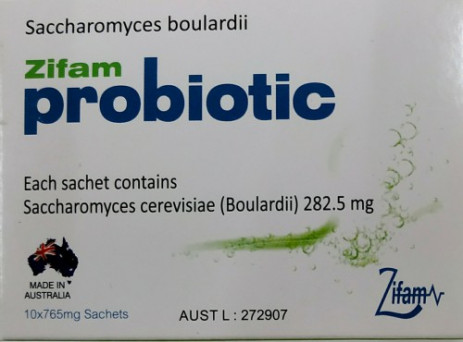 Saccharomyces boulardii
Zifam
probiotic
Each sachet contains
Saccharomyces cerevisiae (Boulardii) 282.5 mg
MADE IN
AUSTRALIA
10x765mg Sachets
AUST L : 272907
Zifam